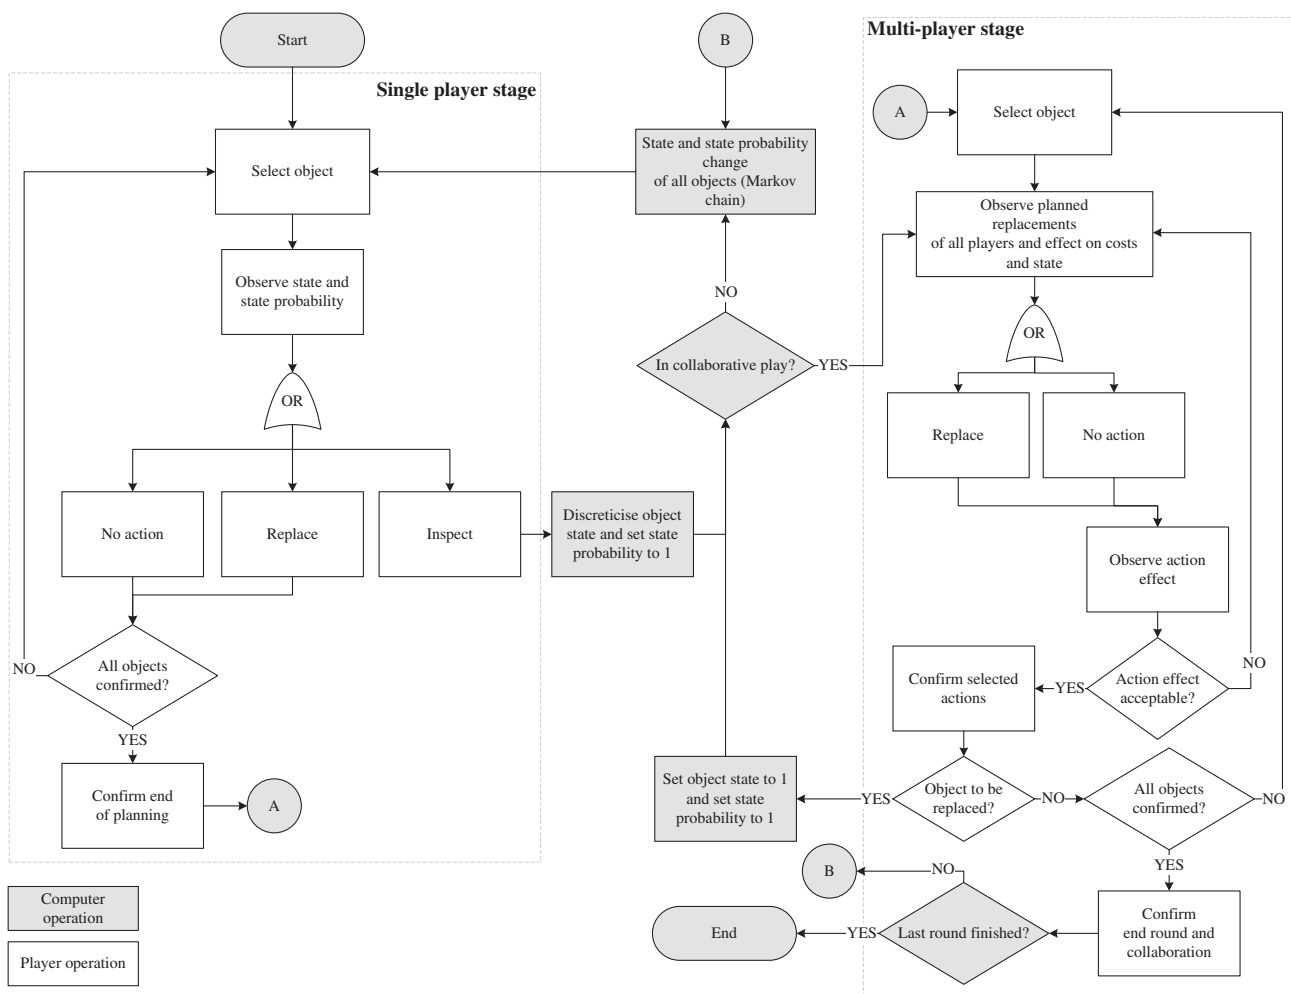 Start
B
Multi-player stage
Single player stage
A
Select object
Select object
State and state probability
change
of all objects (Markov
chain)
Observe planned
replacements
of all players and effect on costs
and state
Observe state and
state probability
NO
OR
In collaborative play?
YES
OR
Replace
No action
No action
Replace
Inspect
Discreticise object
state and set state
probability to 1
Observe action
effect
NO
All objects
confirmed?
Confirm selected
actions
YES
Action effect
acceptable?
NO
YES
Confirm end
of planning
A
Set object state to 1
and set state
probability to 1
YES
Object to be
replaced?
NO
All objects
confirmed?
NO
YES
B
NO
Computer
operation
End
YES
Last round finished?
Confirm
end round and
collaboration
Player operation